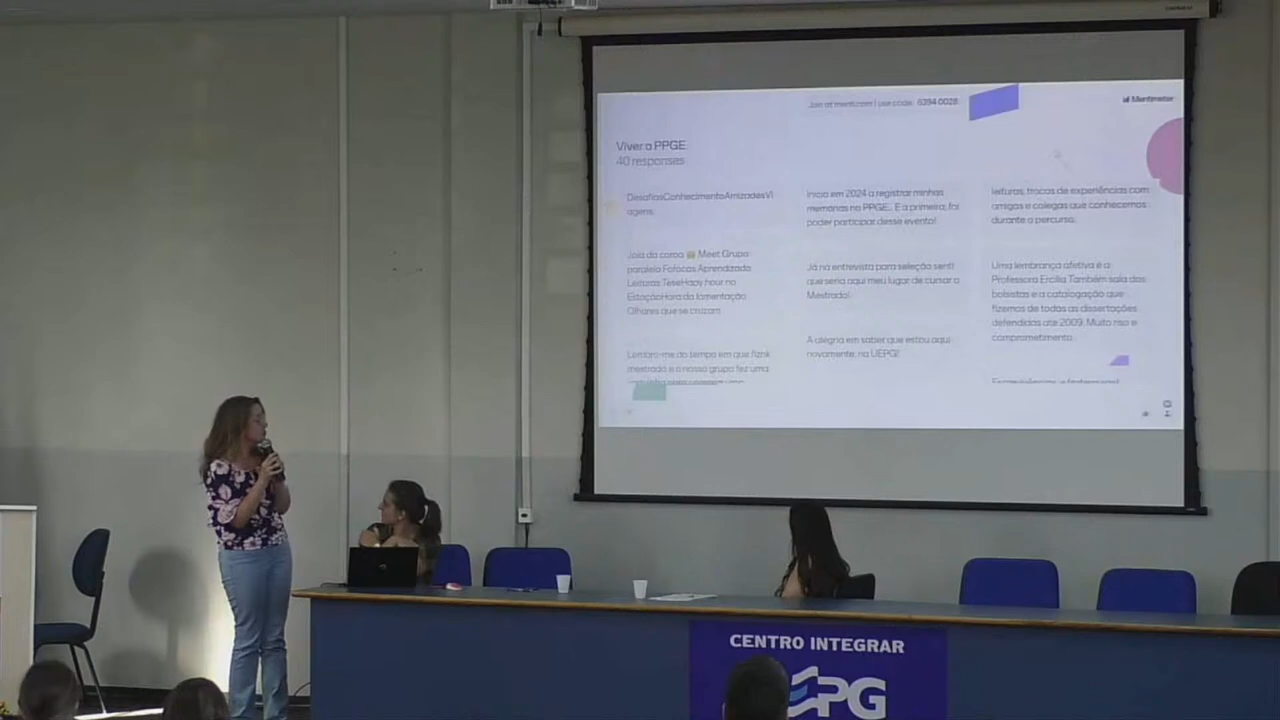 Join at menti.com | use code: 6394 0028
Mentimeter
Viver o PPGE
40 responses
DesafiosConhecimentoAmizadesVi
agens,
Joia da coroa 👑 Meet Grupo
paralelo Fofocas Aprendizado
Leituras TeseHapy hour no
EstaçãoHora da lamentação
Olhares que se cruzam
Lembro-me do tempo em que fiz
mestrado e o nosso grupo fez uma
Inicio em 2024 a registrar minhas
memórias no PPGE.. E a primeira, foi
poder participar desse evento!
Já na entrevista para seleção senti
que seria aqui meu lugar de cursar o
Mestrado!
A alegria em saber que estou aqui
novamente, na UEPG!
leituras, trocas de experiências com
amigos e colegas que conhecemos
durante o percurso.
Uma lembrança afetiva é a
Professora Ercília Também sala dos
bolsistas e a catalogação que
fizemos de todas as dissertações
defendidas até 2009. Muito riso e
comprometimento.
CENTRO INTEGRAR
EPG